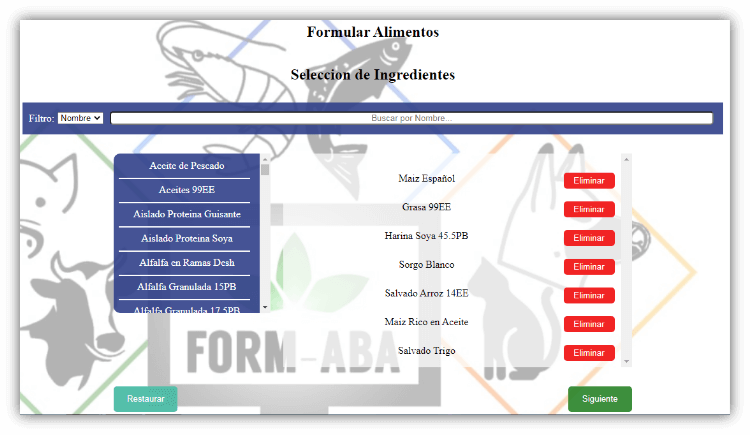 Formular Alimentos
Seleccion de Ingredientes
Filtro: Nombre Buscar por Nombre...
Aceite de Pescado
Aceites 99EE
Aislado Proteina Guisante
Aislado Proteina Soya
Alfalfa en Ramas Desh
Alfalfa Granulada 15PB
Alfalfa Granulada 17.5PB
Maiz Español Eliminar
Grasa 99EE Eliminar
Harina Soya 45.5PB Eliminar
Sorgo Blanco Eliminar
Salvado Arroz 14EE Eliminar
Maiz Rico en Aceite Eliminar
Salvado Trigo Eliminar
FORM-ABA
Restaurar Siguiente